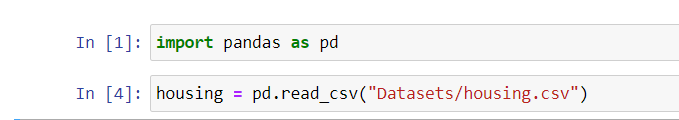 In [1]: import pandas as pd
In [4]: housing = pd.read_csv("Datasets/housing.csv")